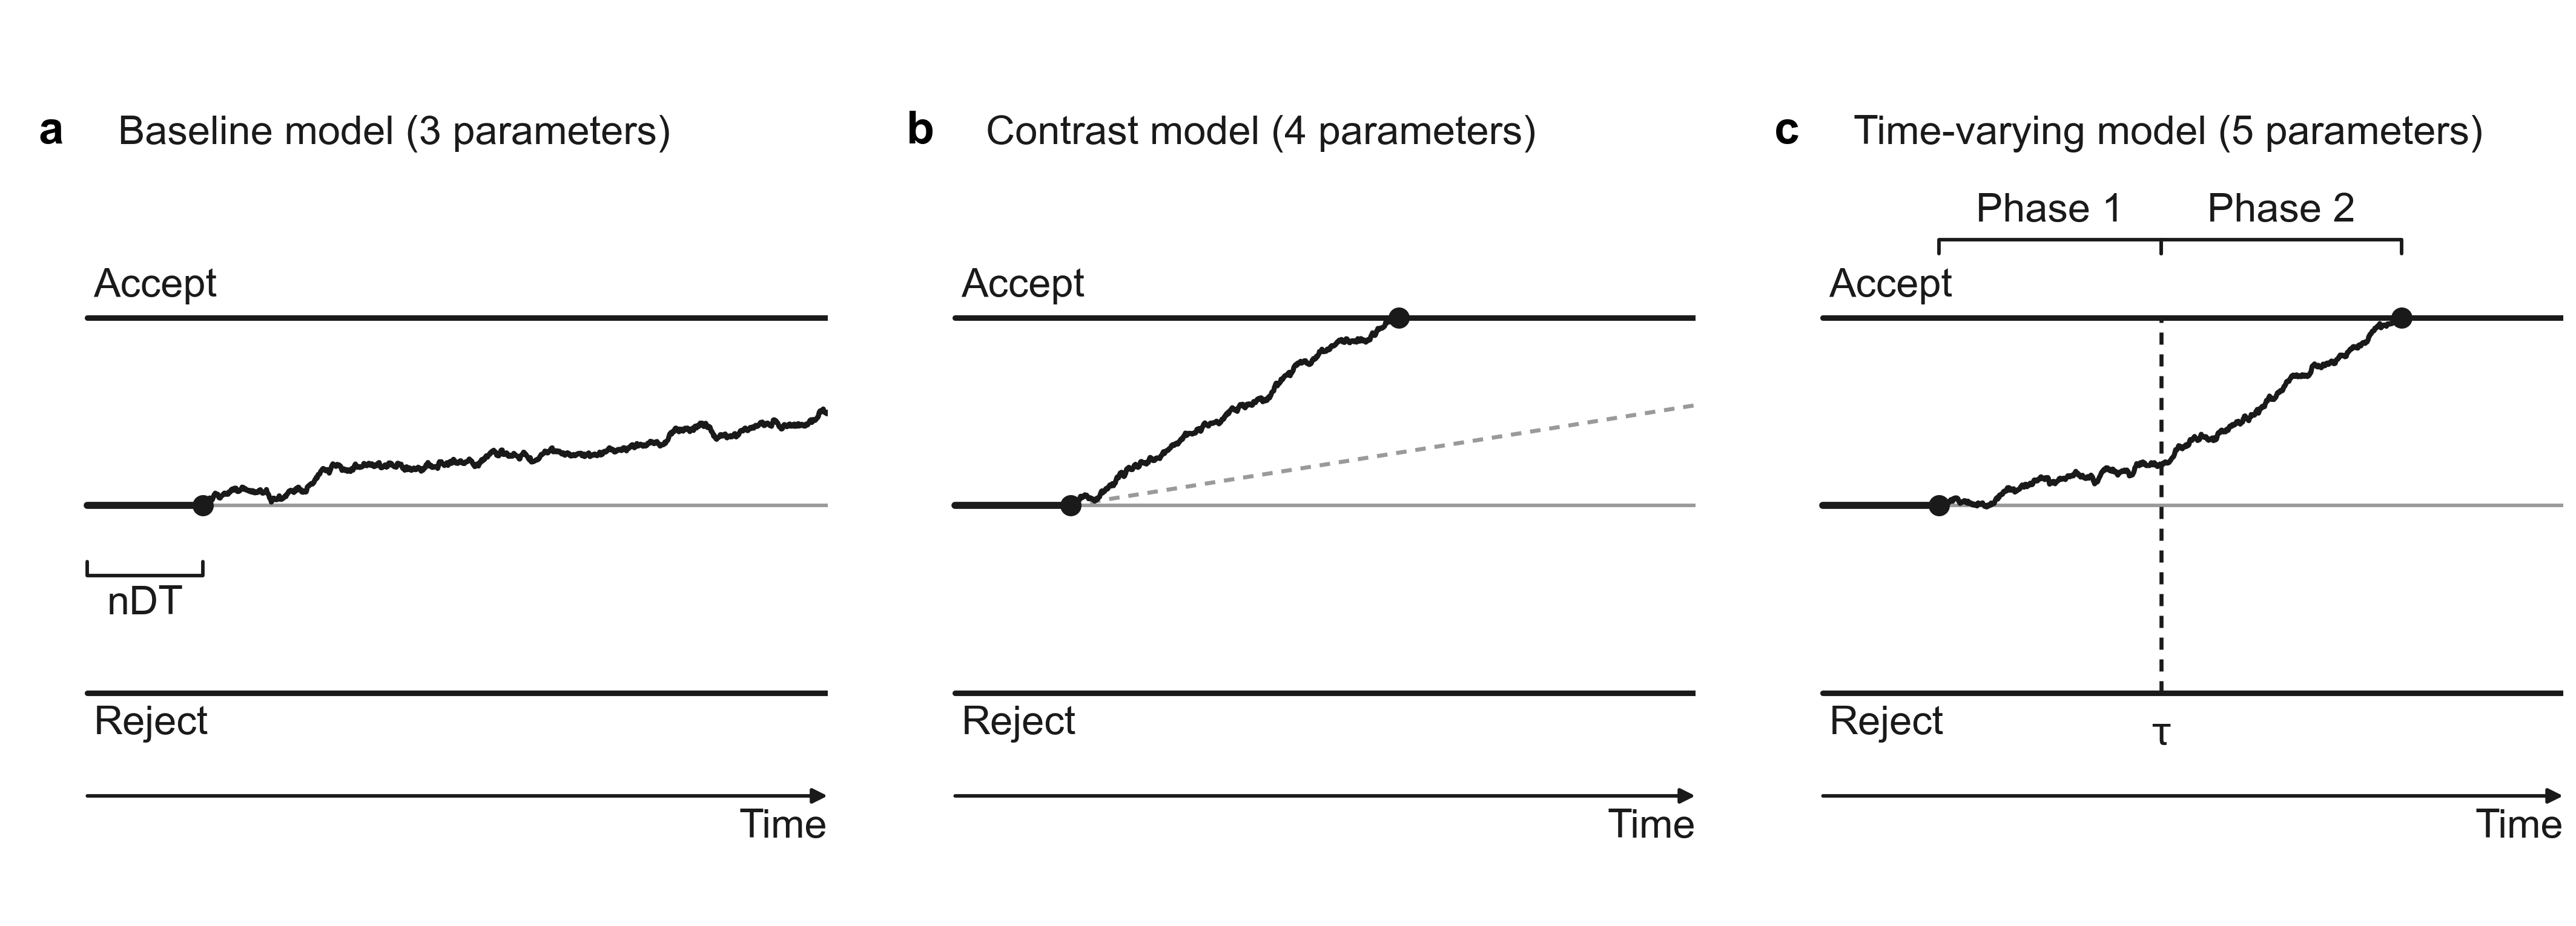 a Baseline model (3 parameters)
Accept
nDT
Reject
Time
b Contrast model (4 parameters)
Accept
Reject
Time
c Time-varying model (5 parameters)
Phase 1 Phase 2
Accept
Reject
τ
Time